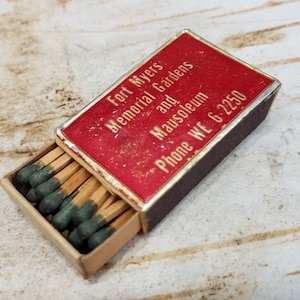 Fort Myers
Memorial Gardens
and
Mausoleum
Phone WE 6-2250